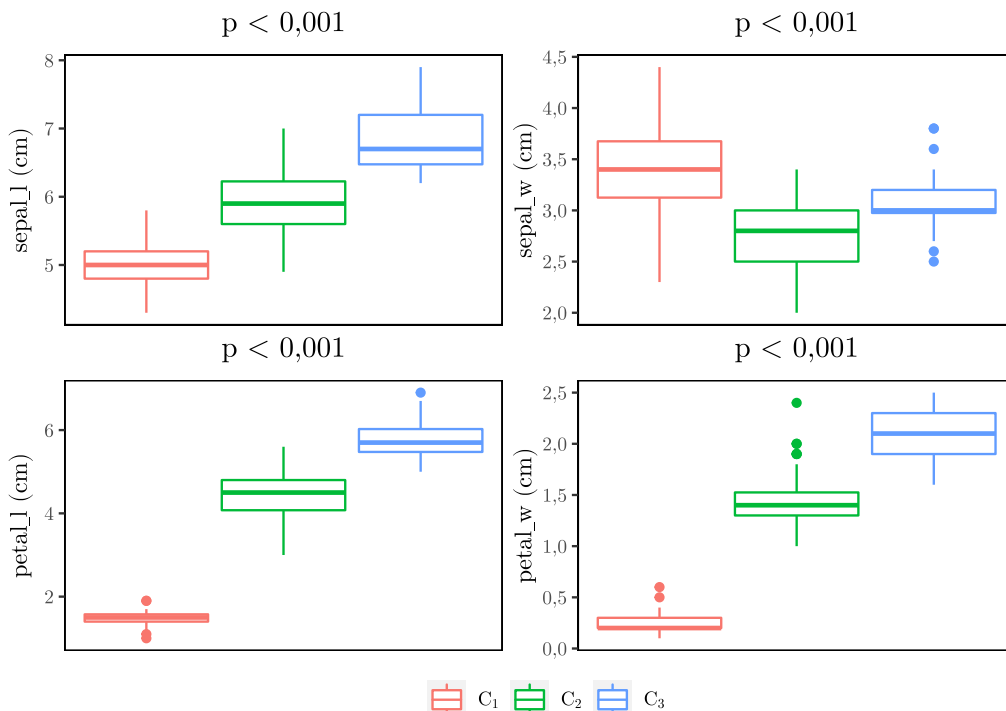 p < 0,001
p < 0,001
sepal_l (cm)
8
7
6
5
sepal_w (cm)
4,5
4,0
3,5
3,0
2,5
2,0
p < 0,001
p < 0,001
petal_l (cm)
6
4
2
petal_w (cm)
2,5
2,0
1,5
1,0
0,5
0,0
C₁ C₂ C₃